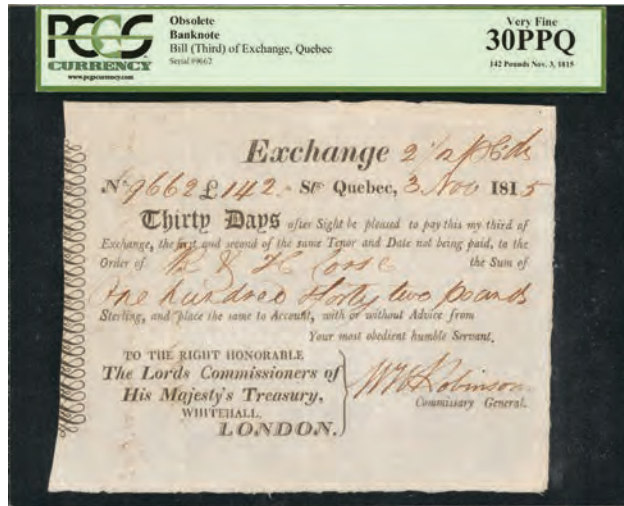 PCGS
CURRENCY
www.pcgscurrency.com
Obsolete
Banknote
Bill (Third) of Exchange, Quebec
Serial #9662
Very Fine
30PPQ
142 Pounds Nov. 3, 1815
Exchange 2 1/2
No. 9662 £142 " Stg Quebec, 3 Nov 1815
Thirty Days after Sight be pleased to pay this my third of
Exchange, the first and second of the same Tenor and Date not being paid, to the
Order of B & H the Sum of
One hundred Forty two pounds
Sterling, and place the same to Account, with or without Advice from
Your most obedient humble Servant.
TO THE RIGHT HONORABLE
The Lords Commissioners of
His Majesty's Treasury,
WHITEHALL,
LONDON.
WH Robinson
Commissary General.